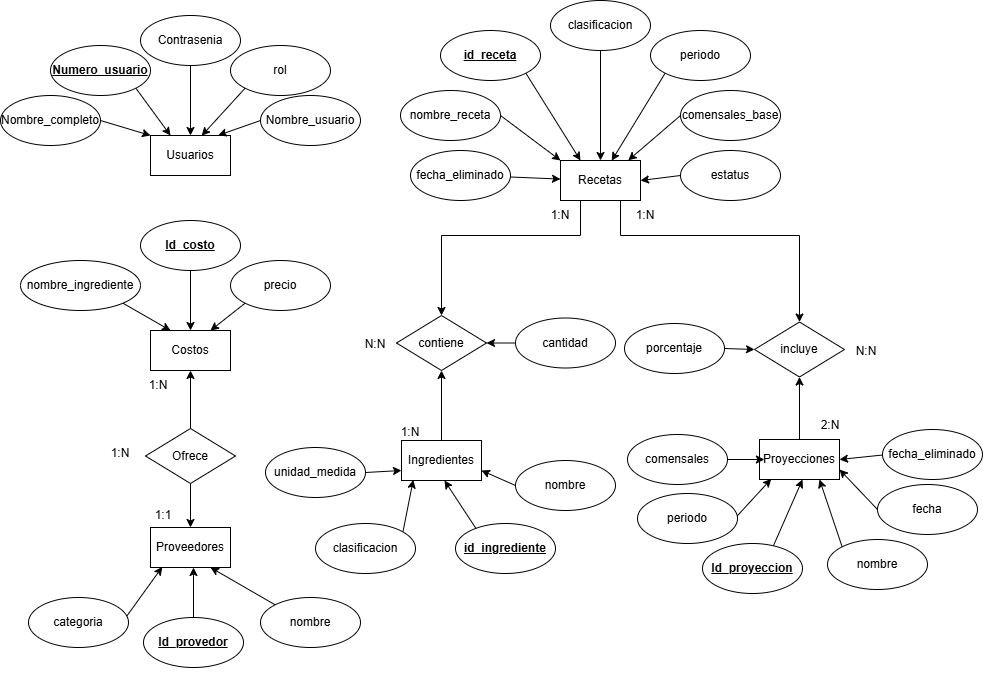 Contrasenia
Numero_usuario
rol
Nombre_completo
Nombre_usuario
Usuarios
clasificacion
id_receta
periodo
nombre_receta
comensales_base
fecha_eliminado
estatus
Recetas
1:N
1:N
Id_costo
nombre_ingrediente
precio
Costos
1:N
1:N
Ofrece
1:1
Proveedores
categoria
Id_provedor
nombre
N:N
contiene
cantidad
1:N
Ingredientes
unidad_medida
nombre
clasificacion
id_ingrediente
porcentaje
incluye
N:N
2:N
Proyecciones
comensales
fecha_eliminado
periodo
fecha
Id_proyeccion
nombre